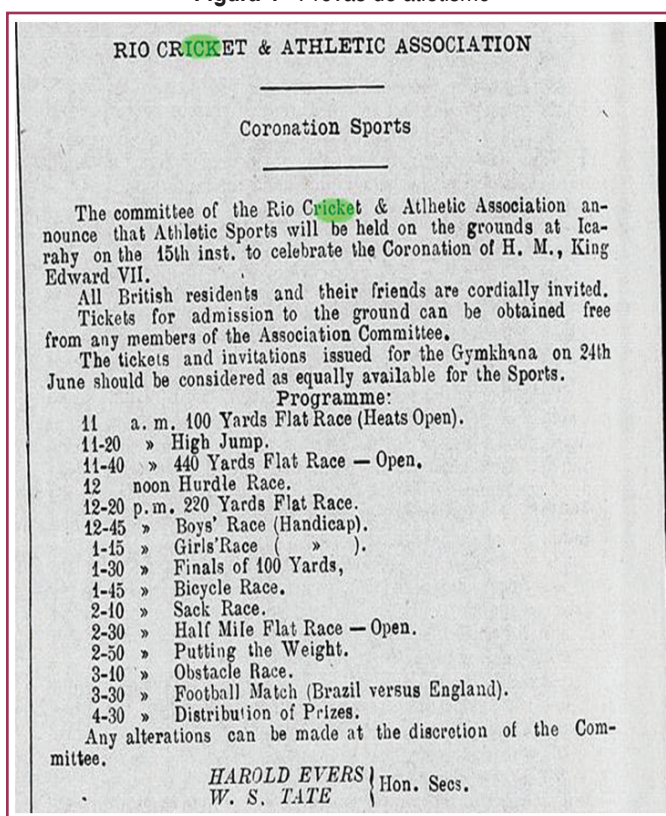 Figura 1 - Provas de atletismo
RIO CRICKET & ATHLETIC ASSOCIATION
Coronation Sports
The committee of the Rio Cricket & Atlhetic Association an-
nounce that Athletic Sports will be held on the grounds at Ica-
rahy on the 15th inst. to celebrate the Coronation of H. M., King
Edward VII.
All British residents and their friends are cordially invited.
Tickets for admission to the ground can be obtained free
from any members of the Association Committee.
The tickets and invitations issued for the Gymkhana on 24th
June should be considered as equally available for the Sports.
Programme:
11 a. m. 100 Yards Flat Race (Heats Open).
11-20 » High Jump.
11-40 » 440 Yards Flat Race — Open.
12 noon Hurdle Race.
12-20 p. m. 220 Yards Flat Race.
12-45 » Boys' Race (Handicap).
1-15 » Girls'Race ( » ).
1-30 » Finals of 100 Yards,
1-45 » Bicycle Race.
2-10 » Sack Race.
2-30 » Half Mile Flat Race — Open.
2-50 » Putting the Weight.
3-10 » Obstacle Race.
3-30 » Football Match (Brazil versus England).
4-30 » Distribution of Prizes.
Any alterations can be made at the discretion of the Com-
mittee.
HAROLD EVERS
W. S. TATE } Hon. Secs.